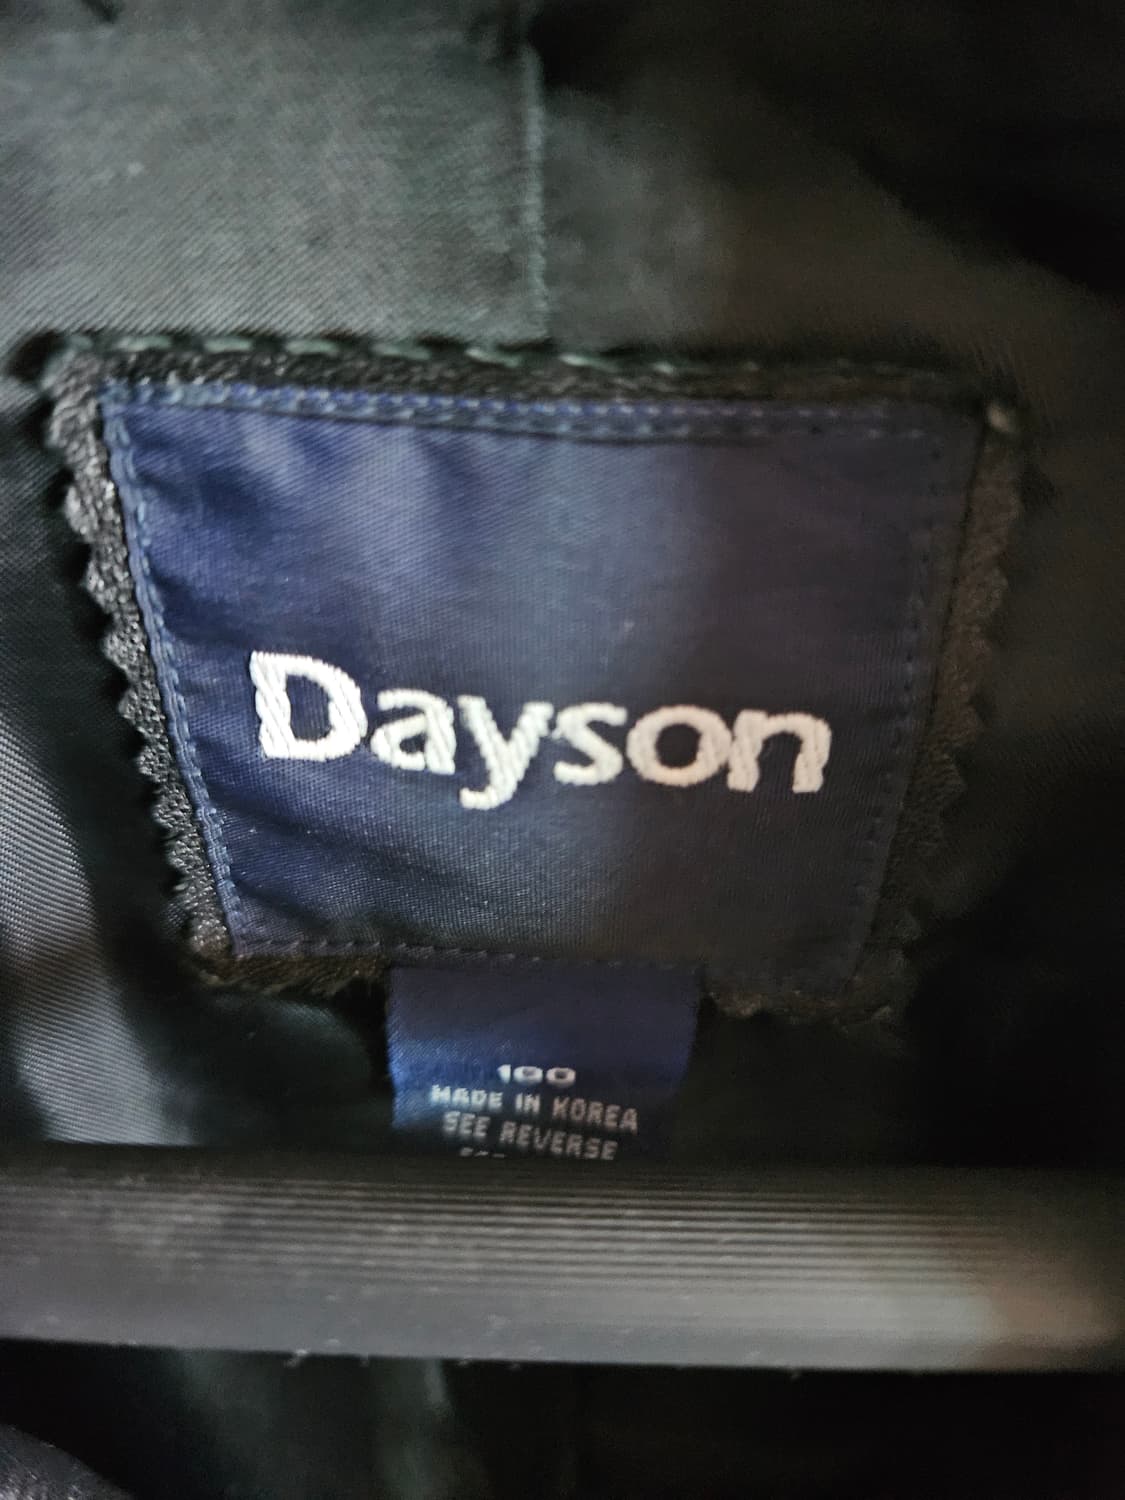 Dayson
100
MADE IN KOREA
SEE REVERSE